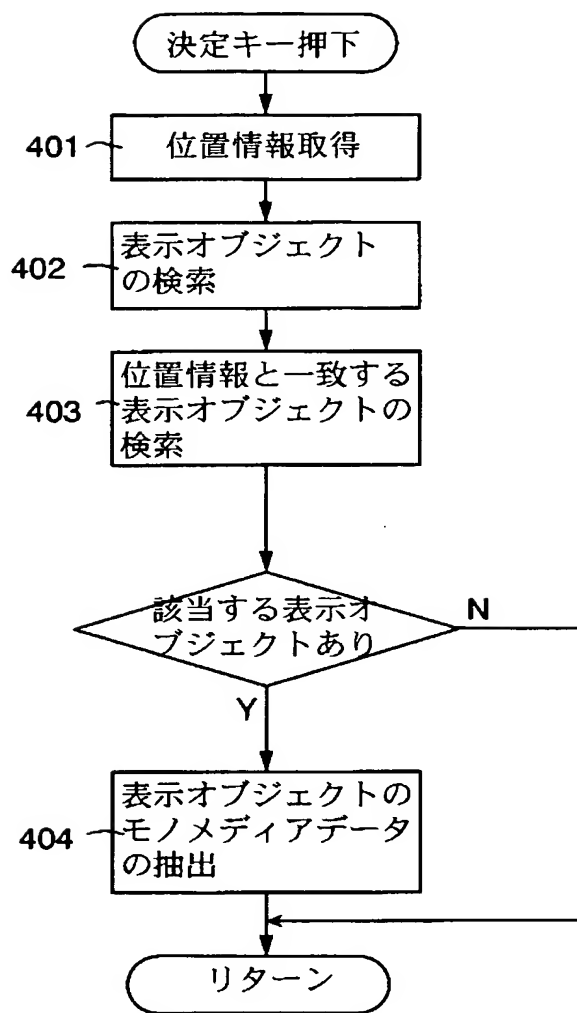 決定キー押下
401
位置情報取得
402
表示オブジェクト
の検索
403
位置情報と一致する
表示オブジェクトの
検索
該当する表示オ
ブジェクトあり
N
Y
404
表示オブジェクトの
モノメディアデータ
の抽出
リターン